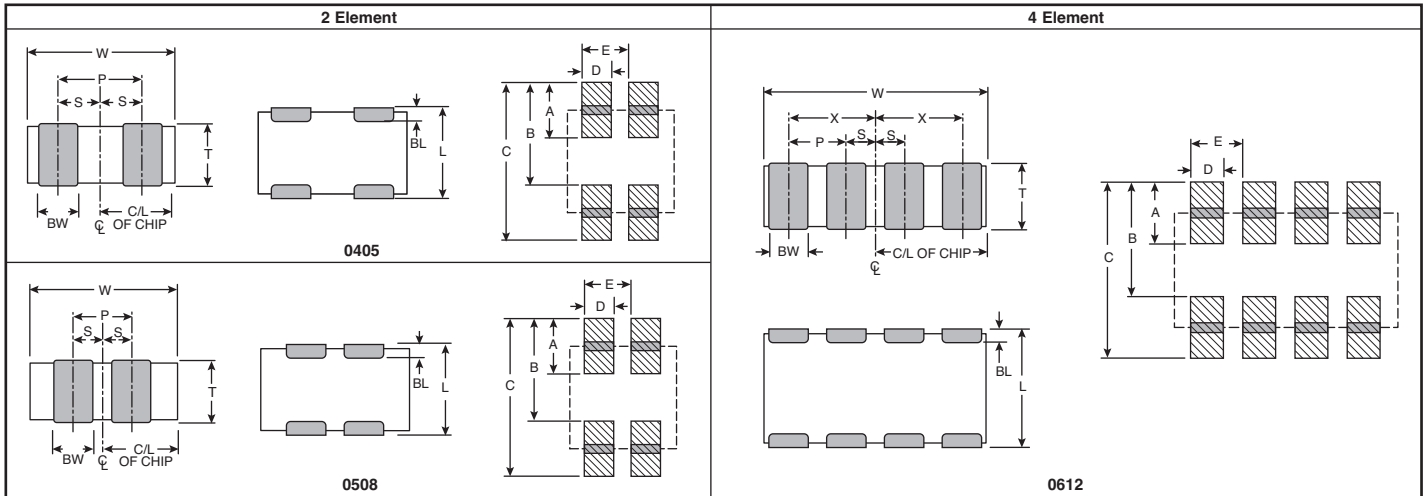 2 Element
4 Element
W
P
S
S
T
BW
C/L
OF CHIP
℄
BL
L
E
D
A
B
C
0405
W
P
S
S
T
BW
C/L
OF CHIP
℄
BL
L
E
D
A
B
C
0508
W
X
X
P
S
S
T
BW
C/L OF CHIP
℄
BL
L
E
D
A
B
C
0612